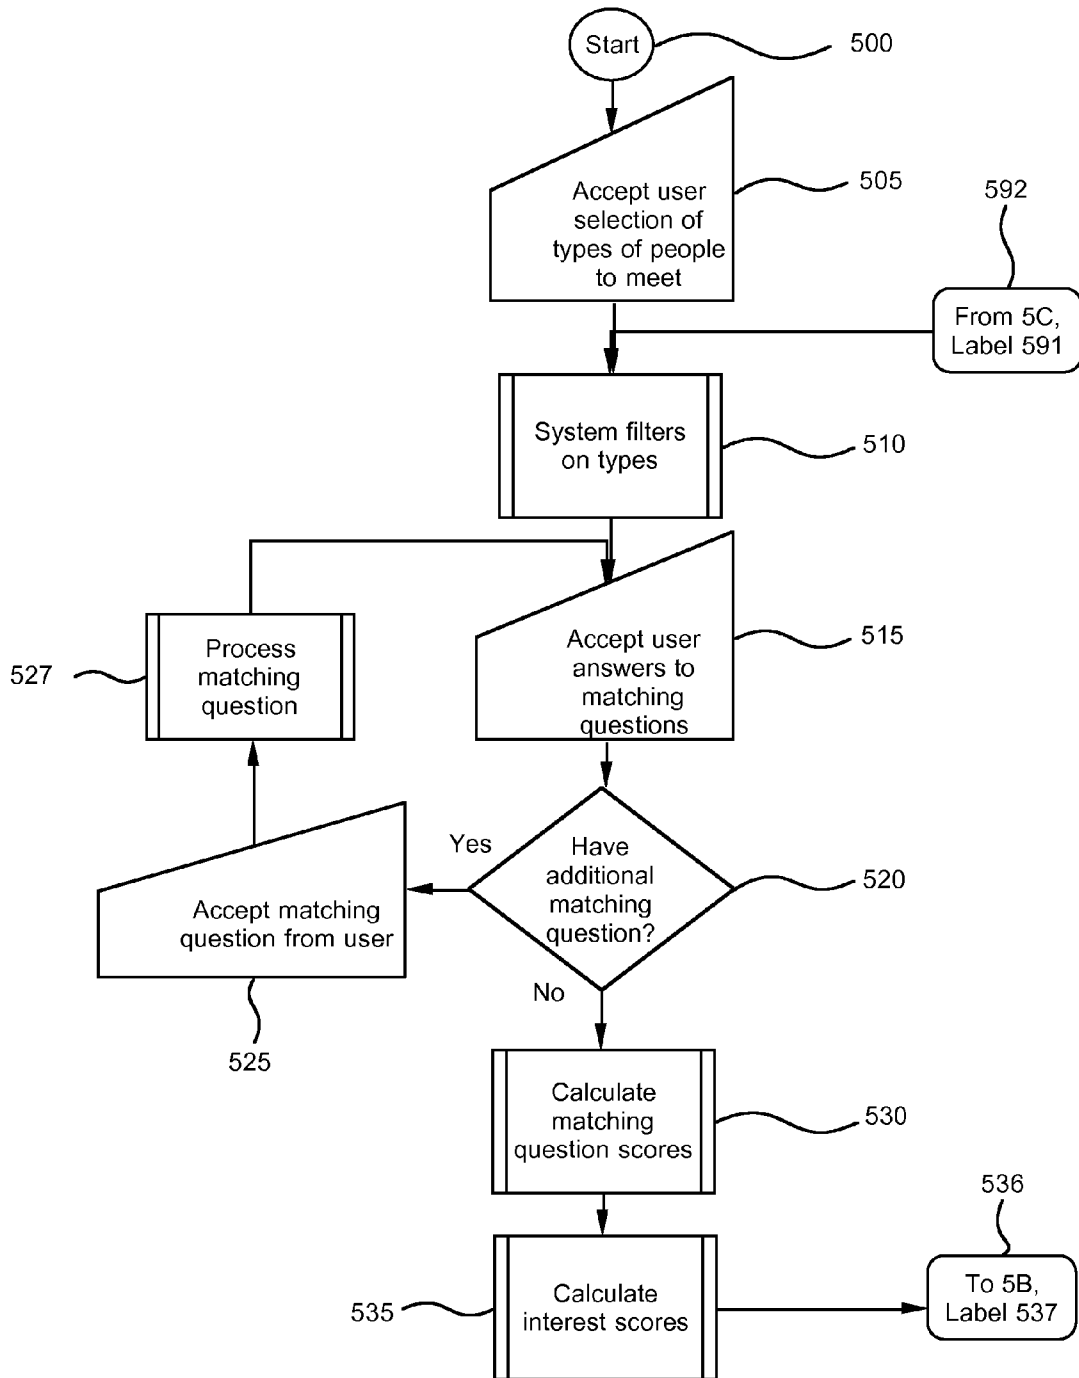 Start
500
Accept user
selection of
types of people
to meet
505
592
From 5C,
Label 591
System filters
on types
510
Process
matching
question
527
Accept user
answers to
matching
questions
515
Yes
Have
additional
matching
question?
520
Accept matching
question from user
525
No
Calculate
matching
question scores
530
536
535
Calculate
interest scores
To 5B,
Label 537